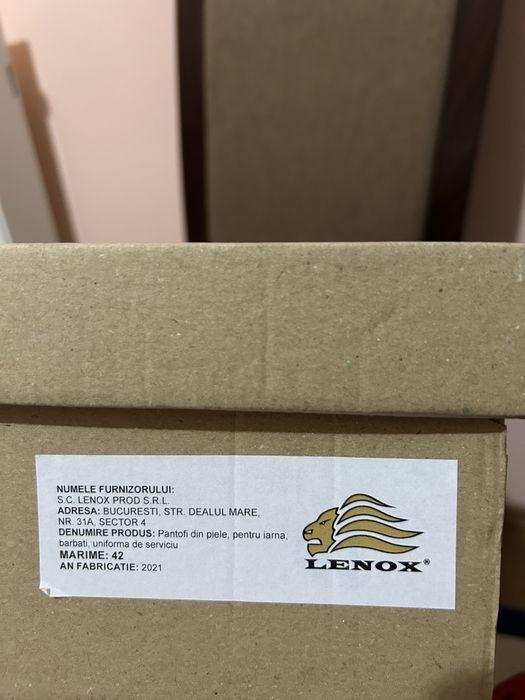 NUMELE FURNIZORULUI:
S.C. LENOX PROD S.R.L.
ADRESA: BUCURESTI, STR. DEALUL MARE,
NR. 31A, SECTOR 4
DENUMIRE PRODUS: Pantofi din piele, pentru iarna,
barbati, uniforma de serviciu
MARIME: 42
AN FABRICATIE: 2021
LENOX®